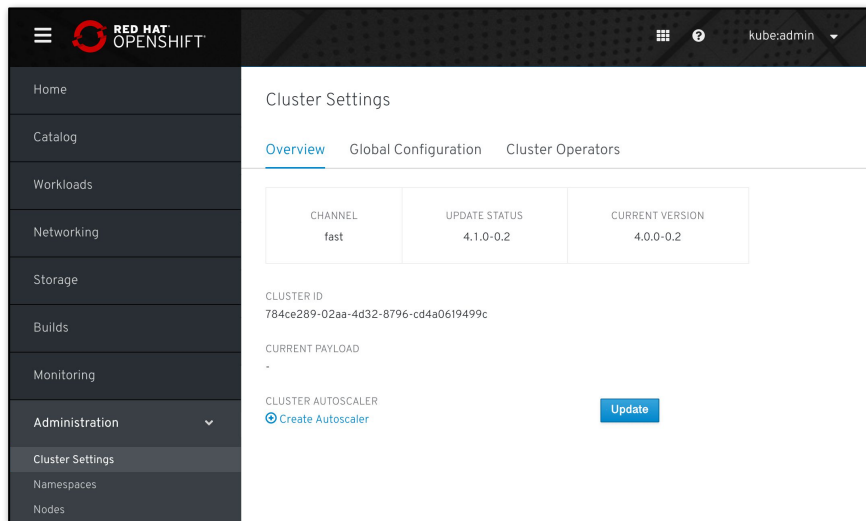 RED HAT
OPENSHIFT
kube:admin
Home
Catalog
Workloads
Networking
Storage
Builds
Monitoring
Administration
Cluster Settings
Namespaces
Nodes
Cluster Settings
Overview Global Configuration Cluster Operators
CHANNEL UPDATE STATUS CURRENT VERSION
fast 4.1.0-0.2 4.0.0-0.2
CLUSTER ID
784ce289-02aa-4d32-8796-cd4a0619499c
CURRENT PAYLOAD
-
CLUSTER AUTOSCALER
Create Autoscaler
Update